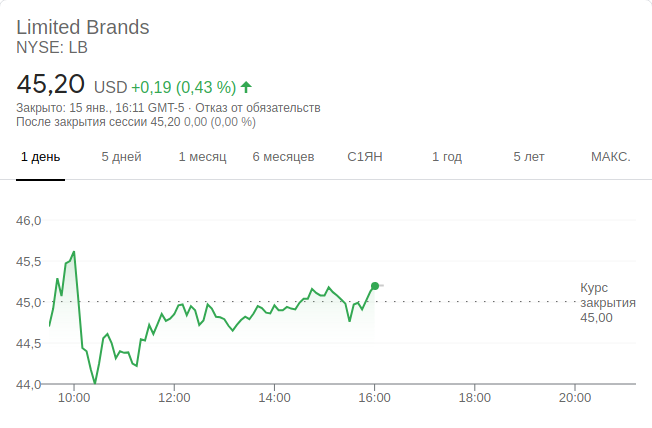 Limited Brands
NYSE: LB
45,20 USD +0,19 (0,43 %)
Закрыто: 15 янв., 16:11 GMT-5 · Отказ от обязательств
После закрытия сессии 45,20 0,00 (0,00 %)
1 день 5 дней 1 месяц 6 месяцев С1ЯН 1 год 5 лет МАКС.
46,0
45,5
45,0
44,5
44,0
Курс
закрытия
45,00
10:00 12:00 14:00 16:00 18:00 20:00